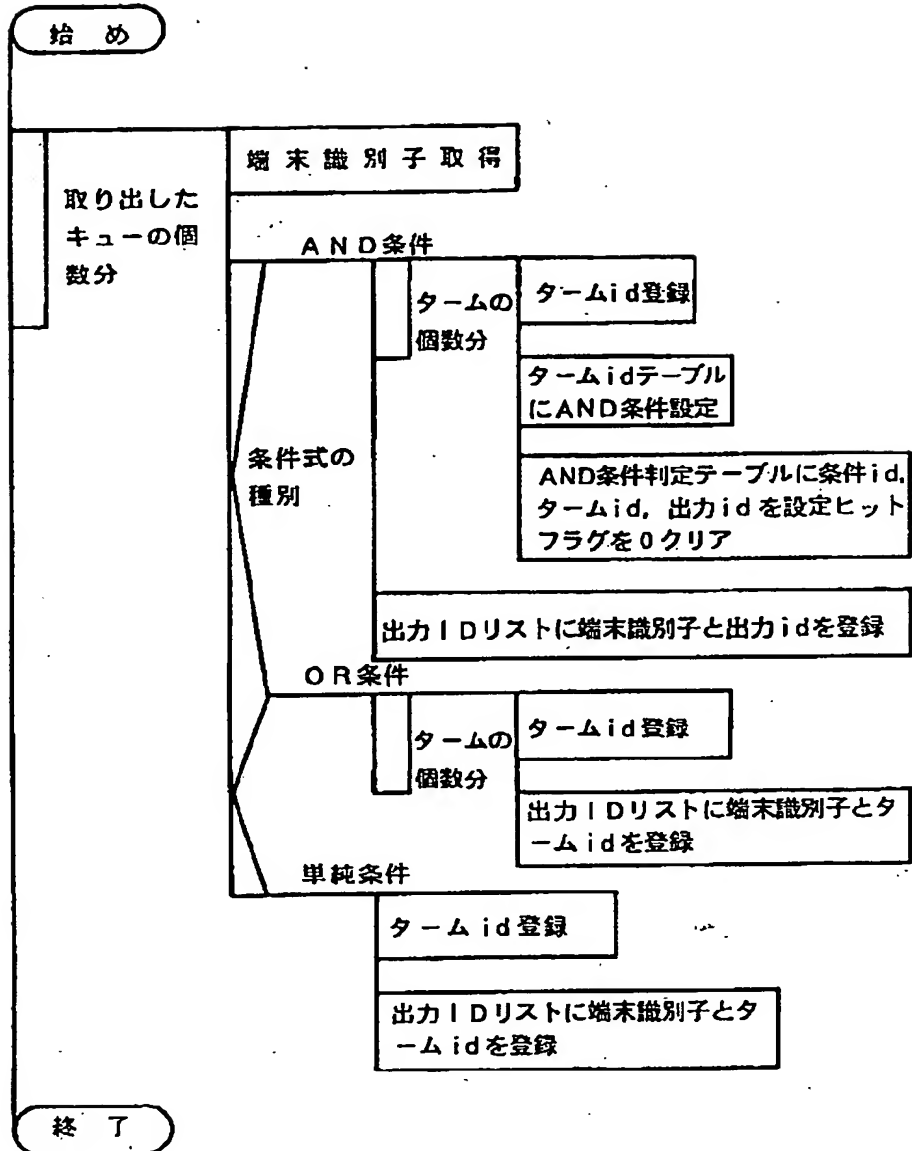 始め
端末識別子取得
取り出した
キューの個
数分
AND条件
タームの
個数分
タームid登録
タームidテーブル
にAND条件設定
AND条件判定テーブルに条件id,
タームid, 出力idを設定ヒット
フラグを0クリア
条件式の
種別
出力IDリストに端末識別子と出力idを登録
OR条件
タームの
個数分
タームid登録
出力IDリストに端末識別子とタ
ームidを登録
単純条件
タームid登録
出力IDリストに端末識別子とタ
ームidを登録
終了